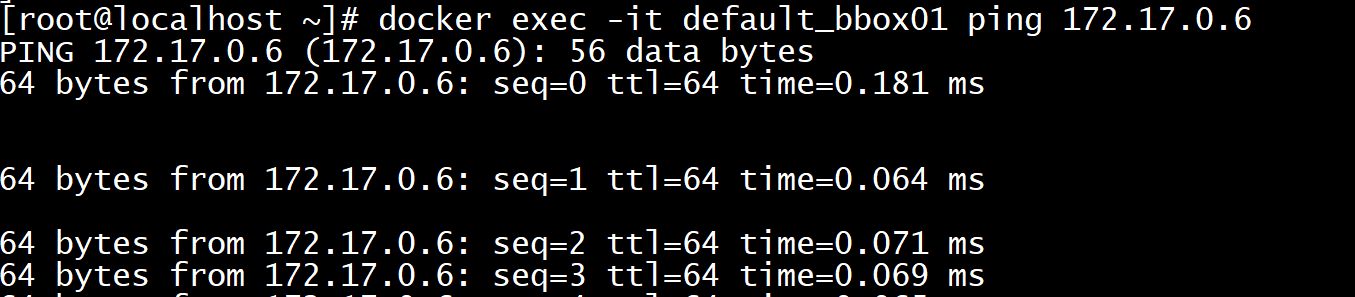 [root@localhost ~]# docker exec -it default_bbox01 ping 172.17.0.6
PING 172.17.0.6 (172.17.0.6): 56 data bytes
64 bytes from 172.17.0.6: seq=0 ttl=64 time=0.181 ms
64 bytes from 172.17.0.6: seq=1 ttl=64 time=0.064 ms
64 bytes from 172.17.0.6: seq=2 ttl=64 time=0.071 ms
64 bytes from 172.17.0.6: seq=3 ttl=64 time=0.069 ms